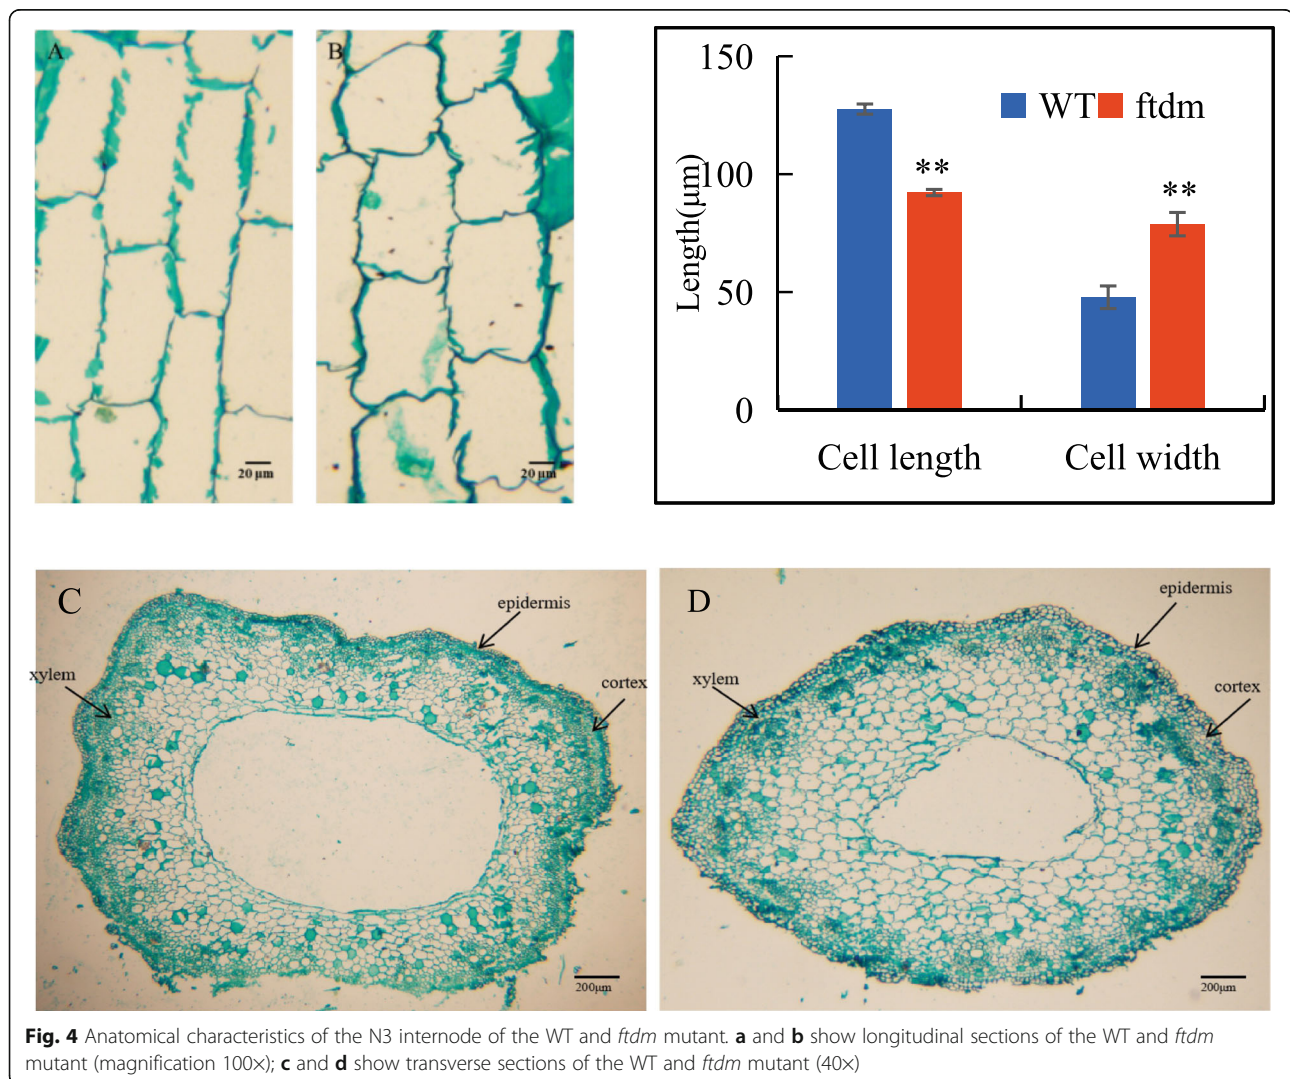 A
20 μm
B
20 μm
150
100
50
0
Length(μm)
WT ftdm
**
**
Cell length Cell width
C
epidermis
xylem
cortex
200μm
D
epidermis
xylem
cortex
200μm
Fig. 4 Anatomical characteristics of the N3 internode of the WT and ftdm mutant. a and b show longitudinal sections of the WT and ftdm
mutant (magnification 100×); c and d show transverse sections of the WT and ftdm mutant (40×)